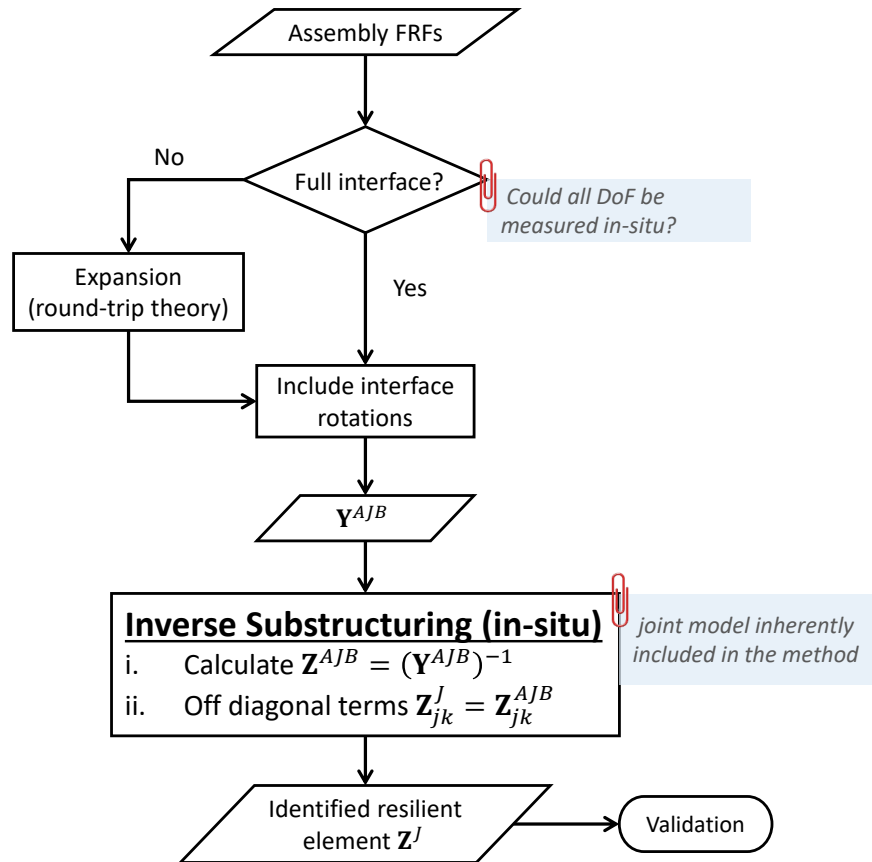 Assembly FRFs
No
Full interface?
Could all DoF be
measured in-situ?
Expansion
(round-trip theory)
Yes
Include interface
rotations
𝐘^{AJB}
Inverse Substructuring (in-situ)
i. Calculate 𝐙^{AJB} = (𝐘^{AJB})^{−1}
ii. Off diagonal terms 𝐙_{jk}^{J} = 𝐙_{jk}^{AJB}
joint model inherently
included in the method
Identified resilient
element 𝐙^{J}
Validation